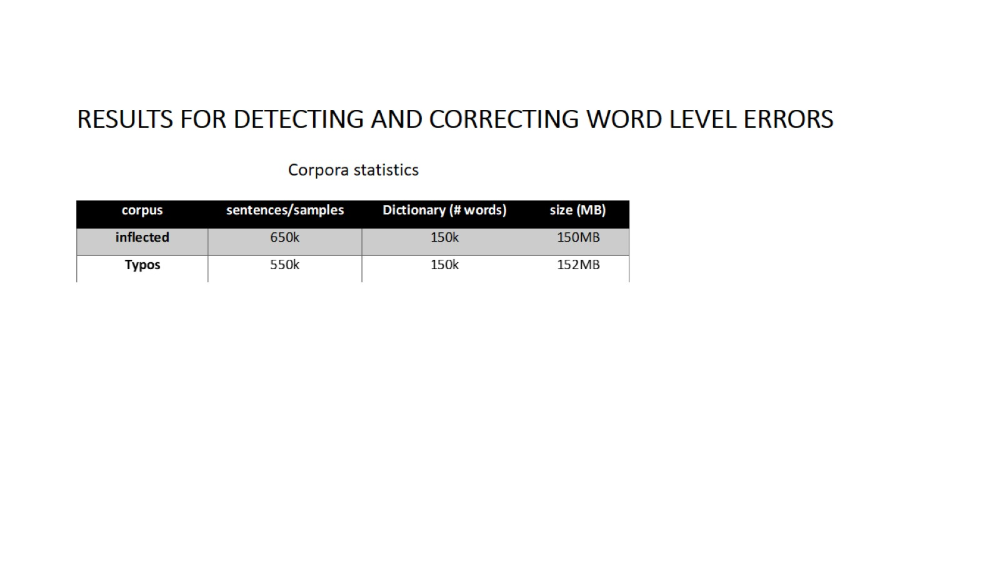 RESULTS FOR DETECTING AND CORRECTING WORD LEVEL ERRORS
Corpora statistics
corpus sentences/samples Dictionary (# words) size (MB)
inflected 650k 150k 150MB
Typos 550k 150k 152MB